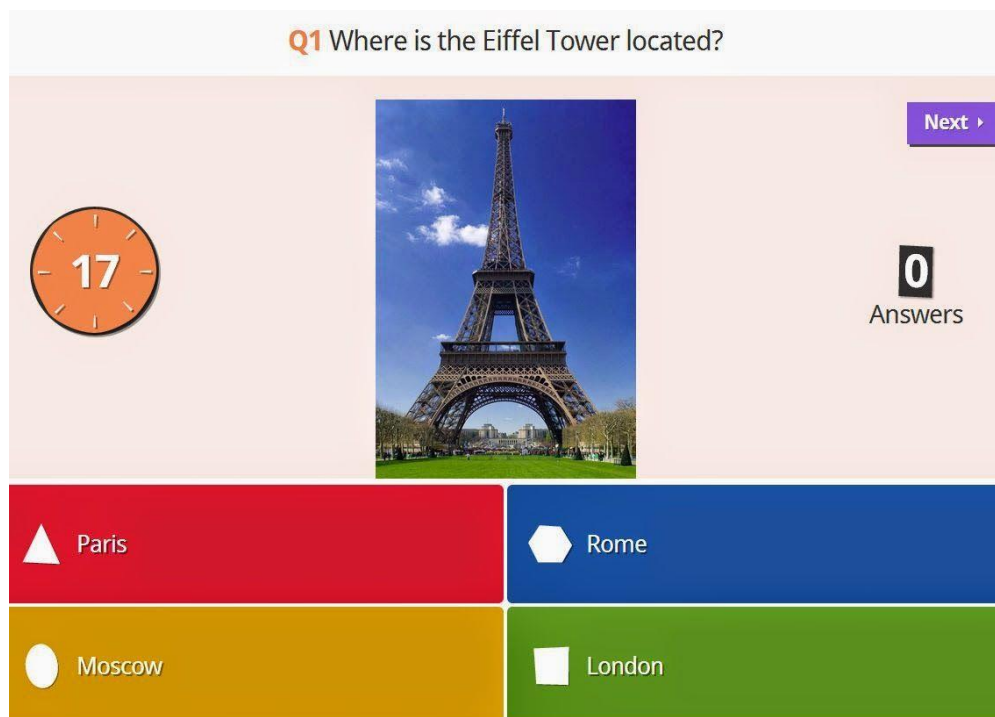 Q1 Where is the Eiffel Tower located?
Next
17
0
Answers
Paris
Rome
Moscow
London